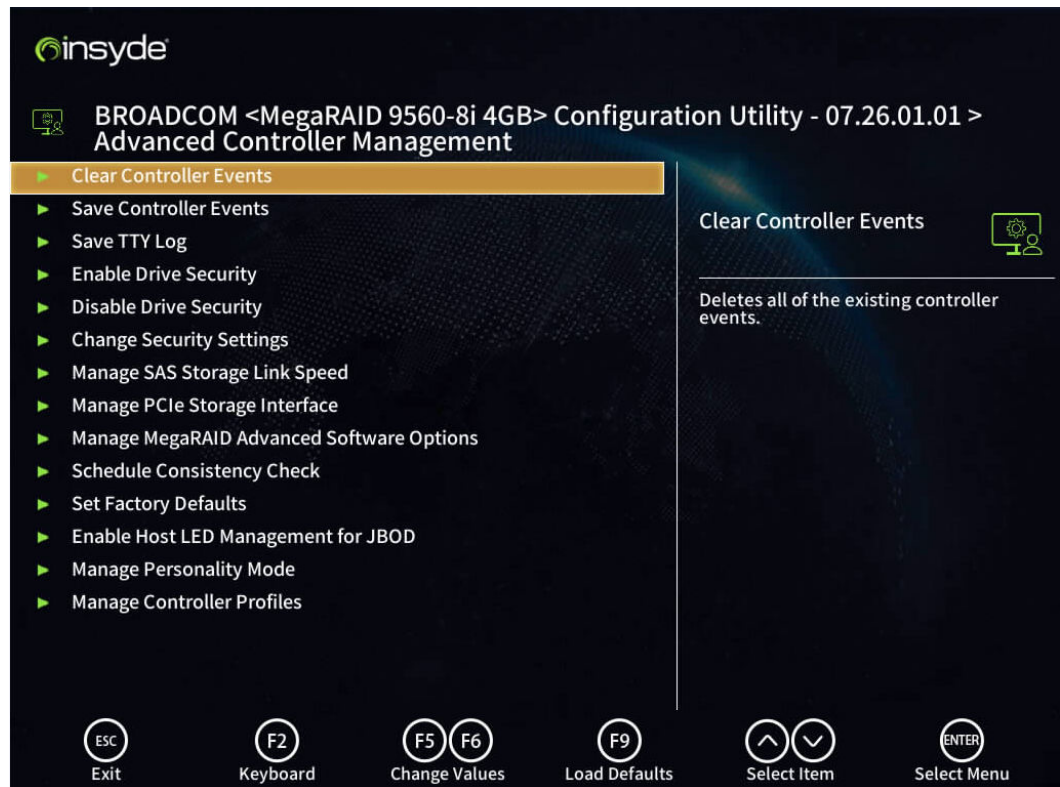 insyde
BROADCOM <MegaRAID 9560-8i 4GB> Configuration Utility - 07.26.01.01 >
Advanced Controller Management
Clear Controller Events
Save Controller Events
Save TTY Log
Enable Drive Security
Disable Drive Security
Change Security Settings
Manage SAS Storage Link Speed
Manage PCIe Storage Interface
Manage MegaRAID Advanced Software Options
Schedule Consistency Check
Set Factory Defaults
Enable Host LED Management for JBOD
Manage Personality Mode
Manage Controller Profiles
Clear Controller Events
Deletes all of the existing controller
events.
ESC F2 F5 F6 F9 ENTER
Exit Keyboard Change Values Load Defaults Select Item Select Menu